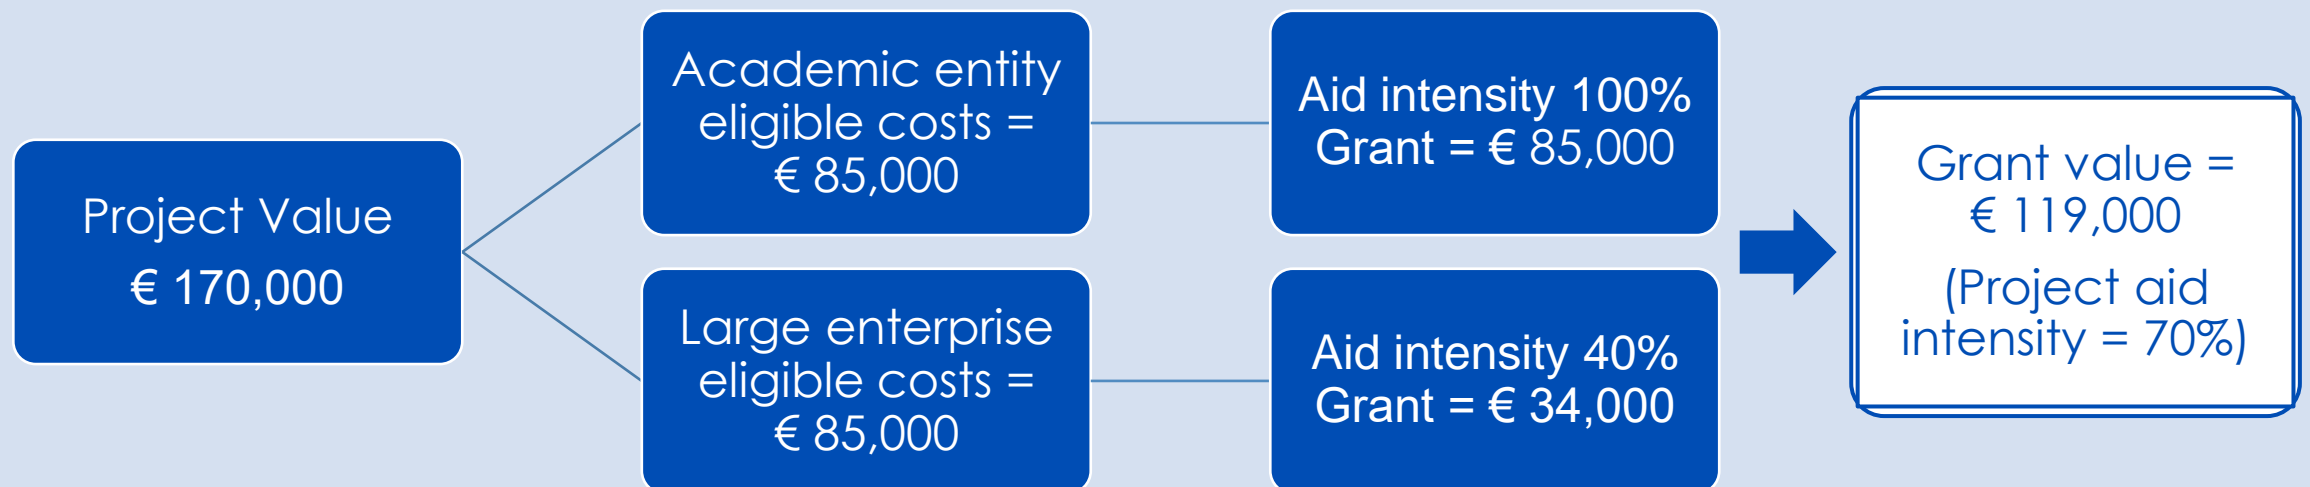 Project Value
€ 170,000
Academic entity
eligible costs =
€ 85,000
Aid intensity 100%
Grant = € 85,000
Large enterprise
eligible costs =
€ 85,000
Aid intensity 40%
Grant = € 34,000
Grant value =
€ 119,000
(Project aid
intensity = 70%)